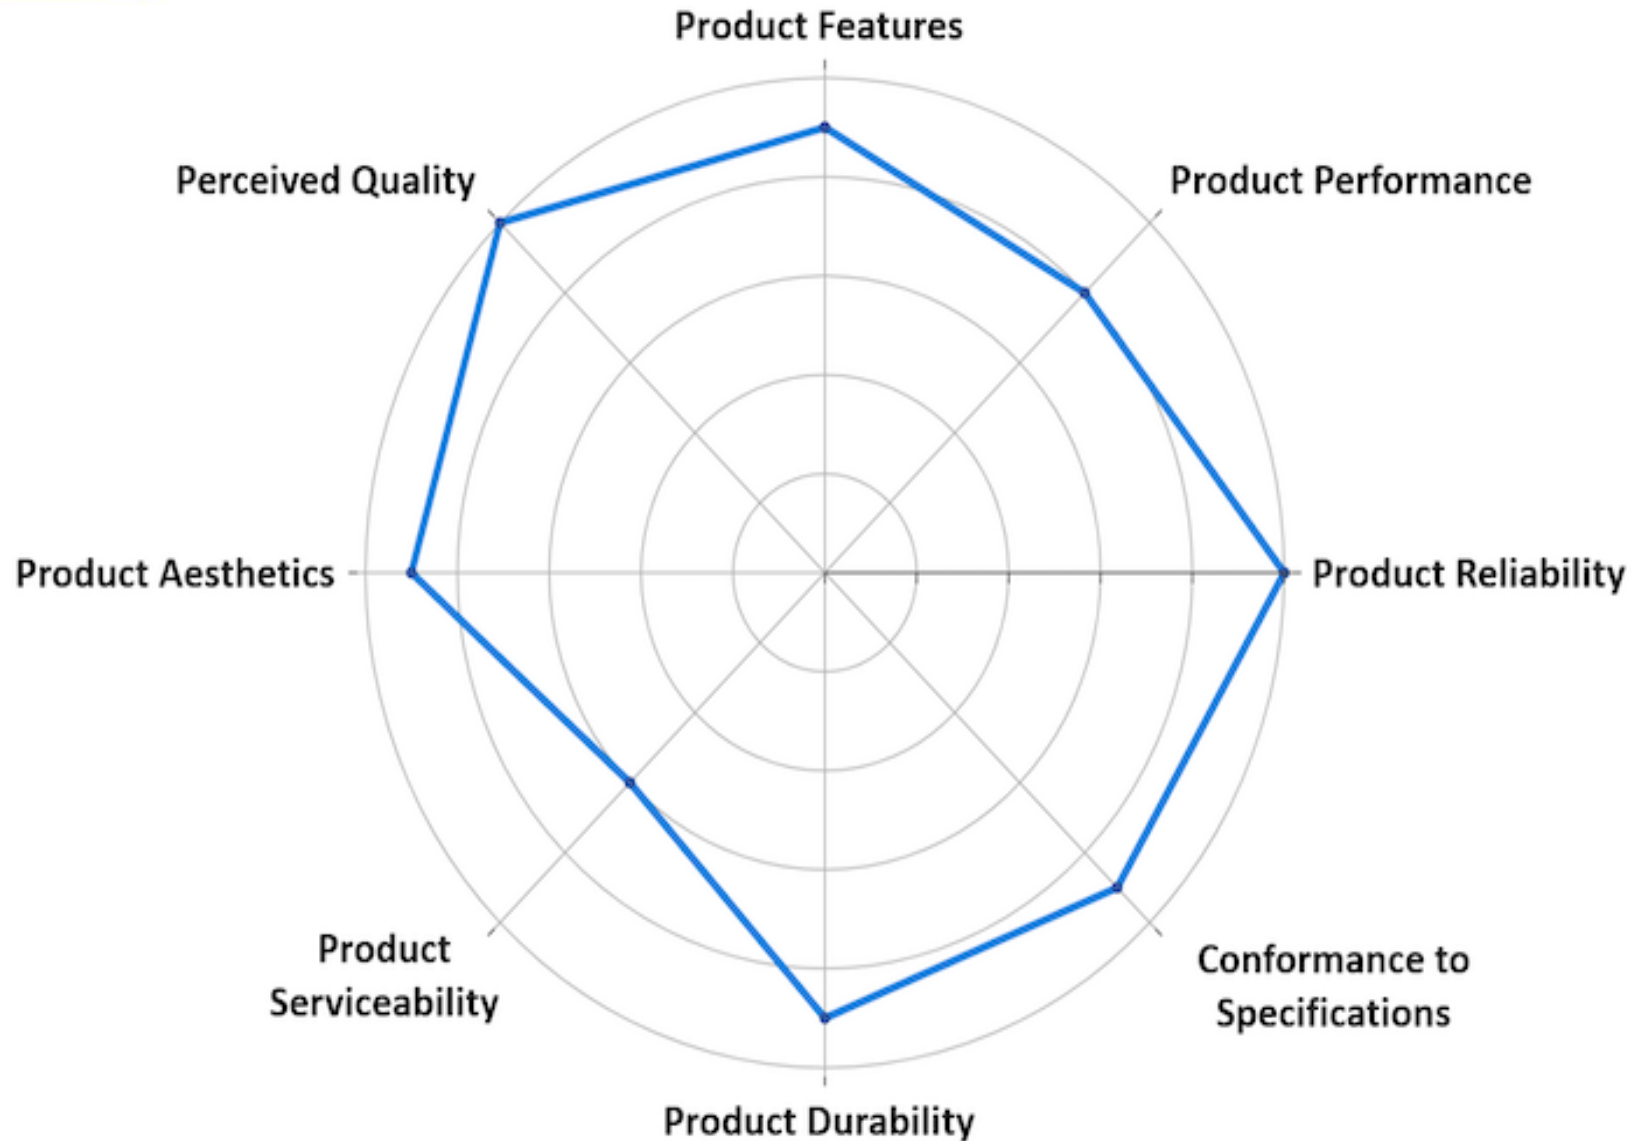 Product Features
Perceived Quality
Product Performance
Product Aesthetics
Product Reliability
Product
Serviceability
Conformance to
Specifications
Product Durability